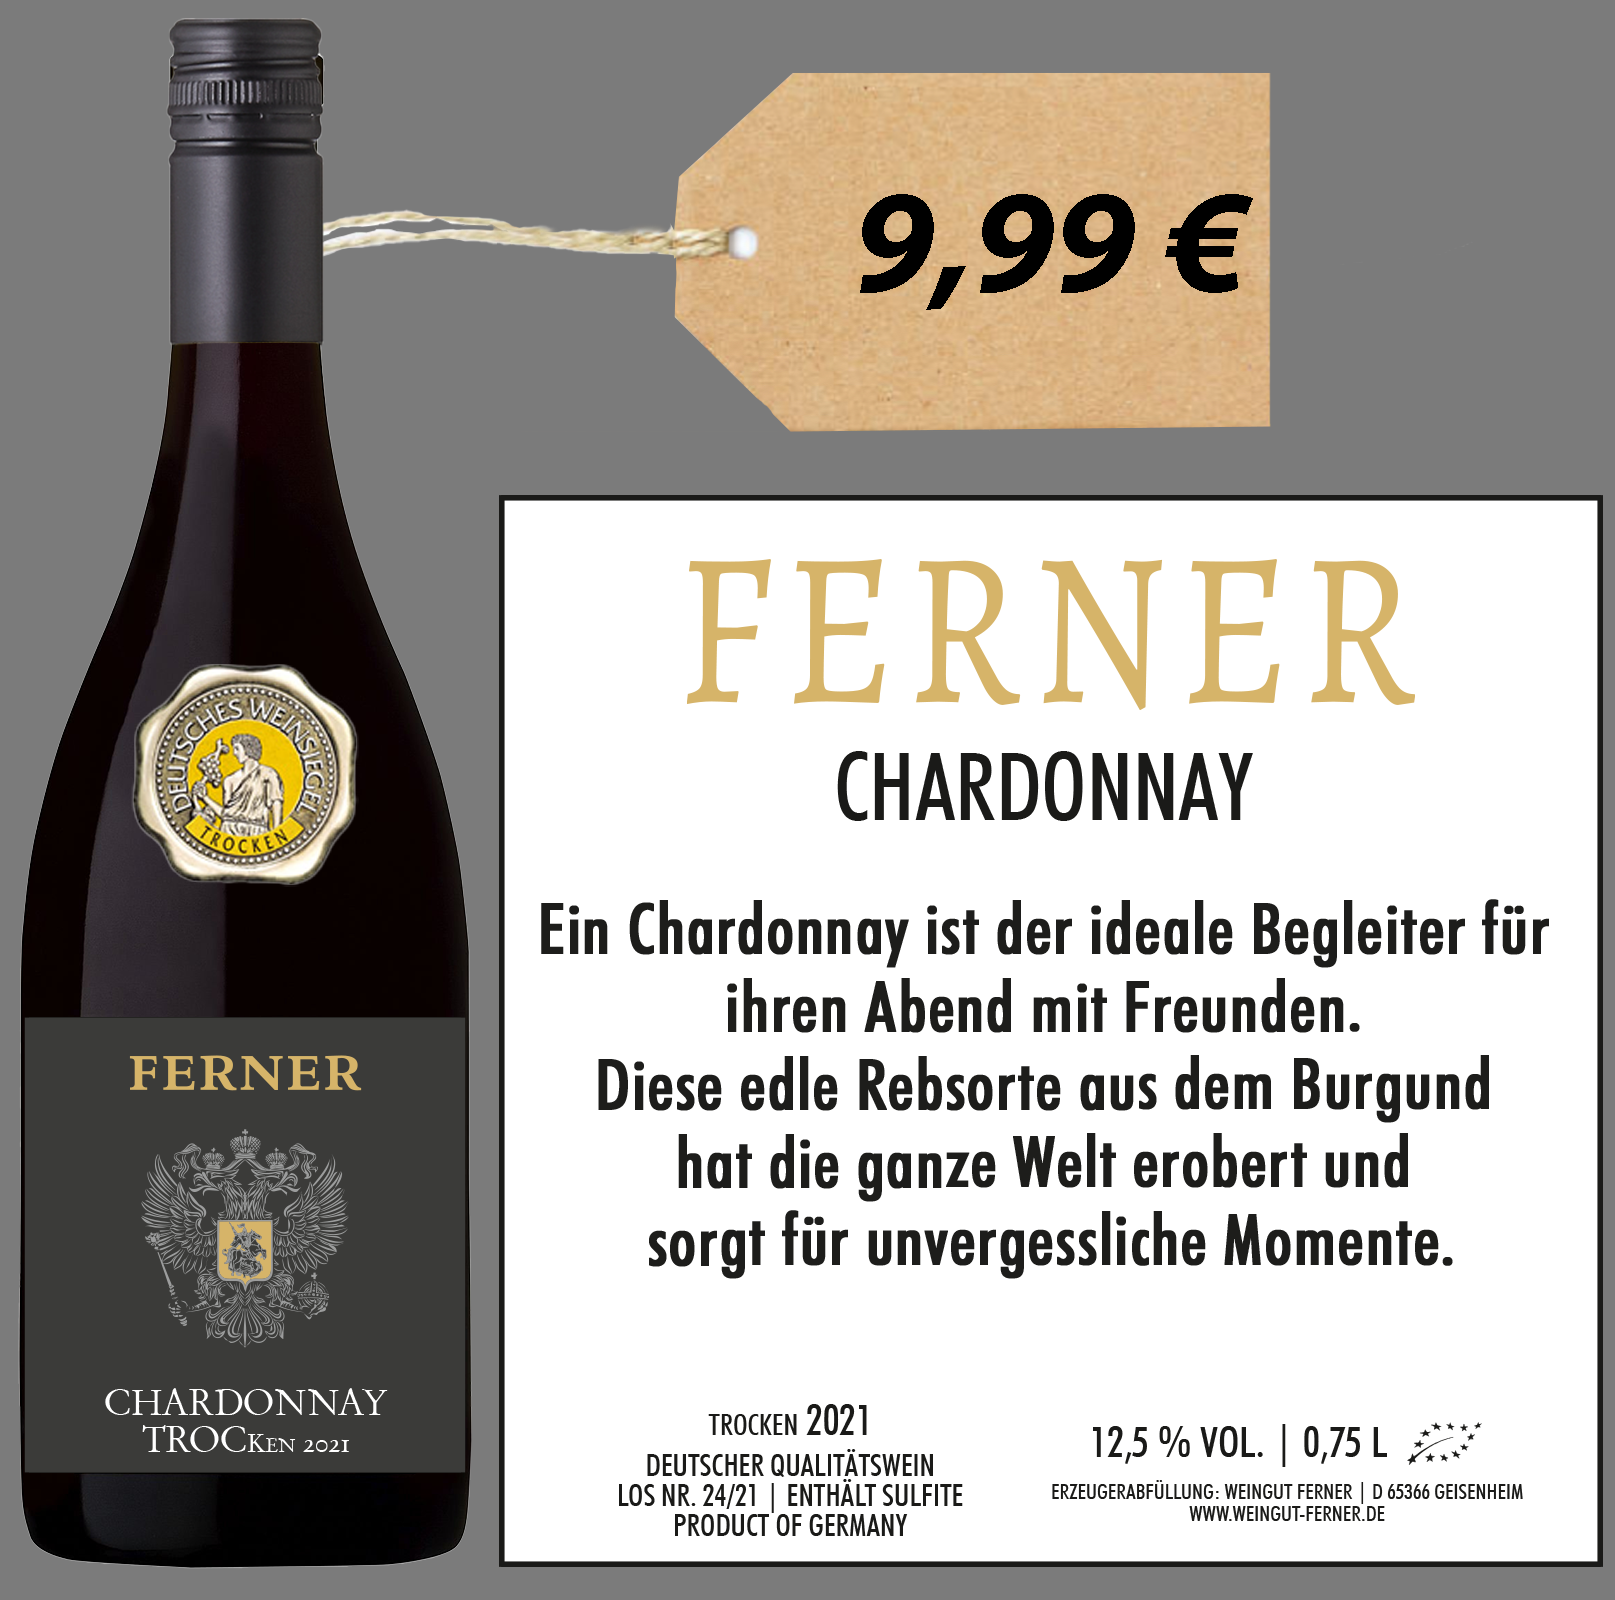 9,99 €
DEUTSCHES WEINSIEGEL
TROCKEN
FERNER
CHARDONNAY
TROCKEN 2021
FERNER
CHARDONNAY
Ein Chardonnay ist der ideale Begleiter für
ihren Abend mit Freunden.
Diese edle Rebsorte aus dem Burgund
hat die ganze Welt erobert und
sorgt für unvergessliche Momente.
TROCKEN 2021
DEUTSCHER QUALITÄTSWEIN
LOS NR. 24/21 | ENTHÄLT SULFITE
PRODUCT OF GERMANY
12,5 % VOL. | 0,75 L
ERZEUGERABFÜLLUNG: WEINGUT FERNER | D 65366 GEISENHEIM
WWW.WEINGUT-FERNER.DE